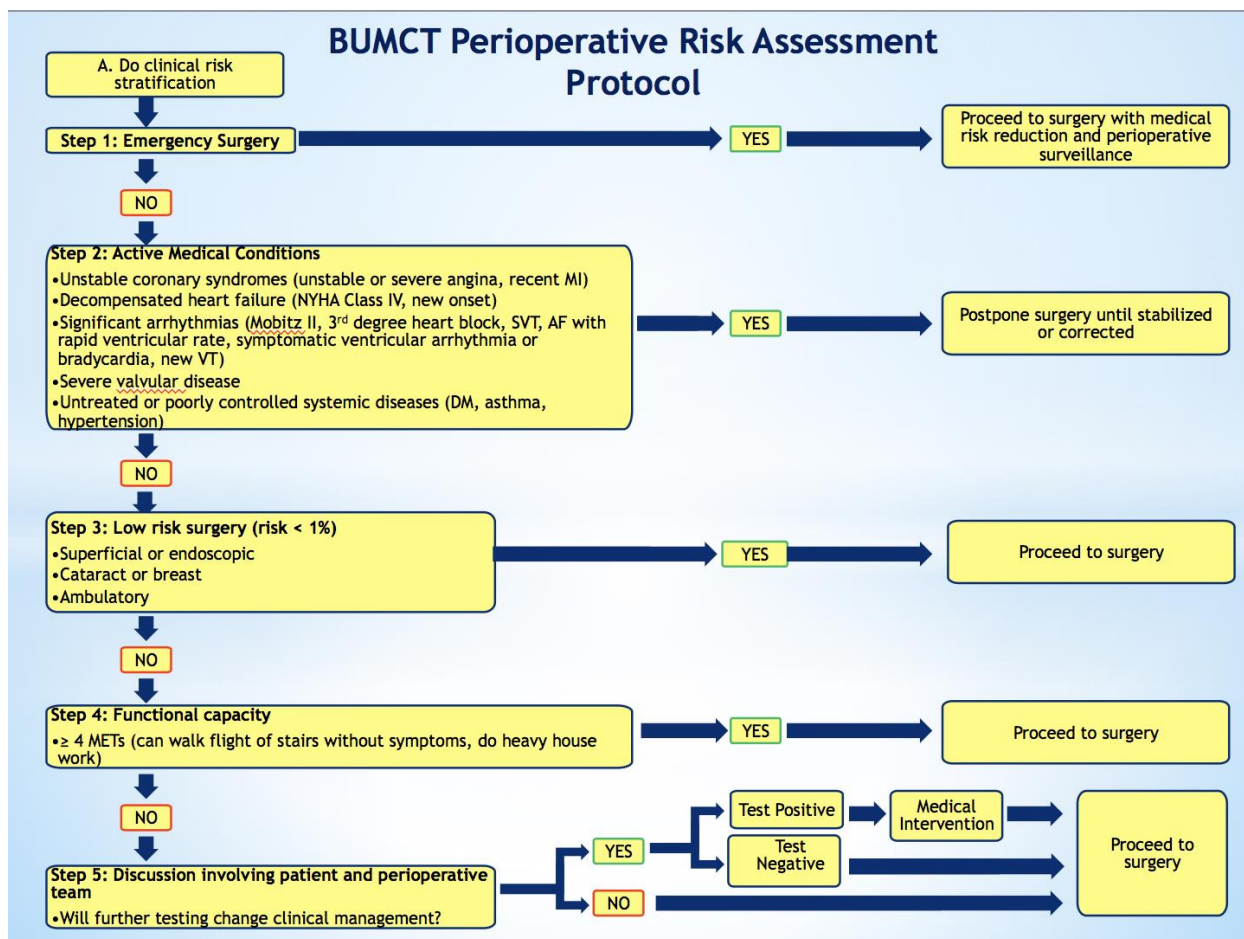 BUMCT Perioperative Risk Assessment
Protocol
A. Do clinical risk
stratification
Step 1: Emergency Surgery
YES
Proceed to surgery with medical
risk reduction and perioperative
surveillance
NO
Step 2: Active Medical Conditions
•Unstable coronary syndromes (unstable or severe angina, recent MI)
•Decompensated heart failure (NYHA Class IV, new onset)
•Significant arrhythmias (Mobitz II, 3rd degree heart block, SVT, AF with
rapid ventricular rate, symptomatic ventricular arrhythmia or
bradycardia, new VT)
•Severe valvular disease
•Untreated or poorly controlled systemic diseases (DM, asthma,
hypertension)
YES
Postpone surgery until stabilized
or corrected
NO
Step 3: Low risk surgery (risk < 1%)
•Superficial or endoscopic
•Cataract or breast
•Ambulatory
YES
Proceed to surgery
NO
Step 4: Functional capacity
•≥ 4 METs (can walk flight of stairs without symptoms, do heavy house
work)
YES
Proceed to surgery
NO
Step 5: Discussion involving patient and perioperative
team
•Will further testing change clinical management?
YES
Test Positive
Medical
Intervention
Test
Negative
NO
Proceed to
surgery